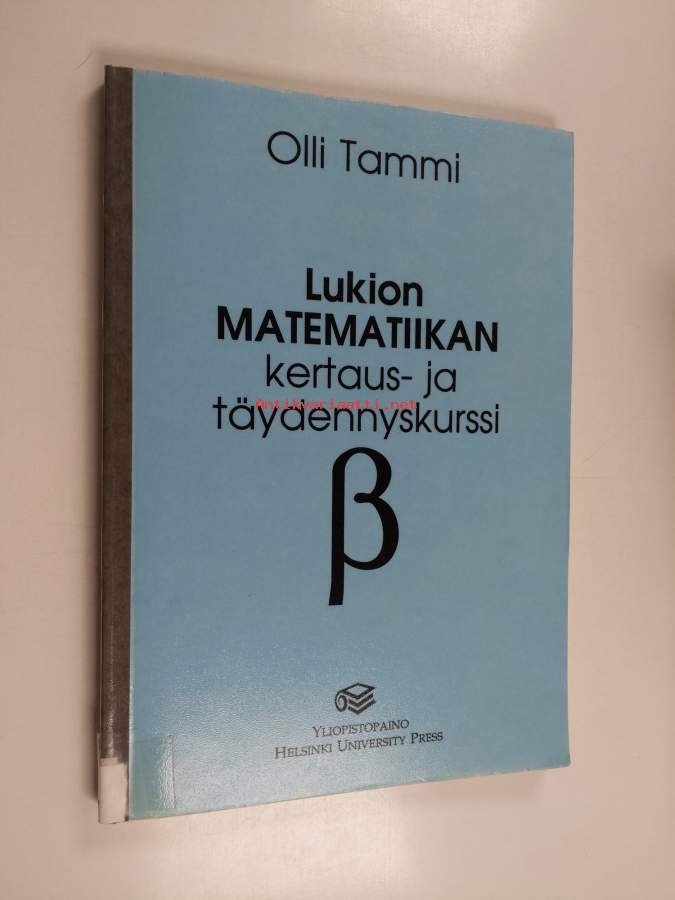 Olli Tammi
Lukion
MATEMATIIKAN
kertaus- ja
Antikvariaatti.net
täydennyskurssi
β
YLIOPISTOPAINO
HELSINKI UNIVERSITY PRESS